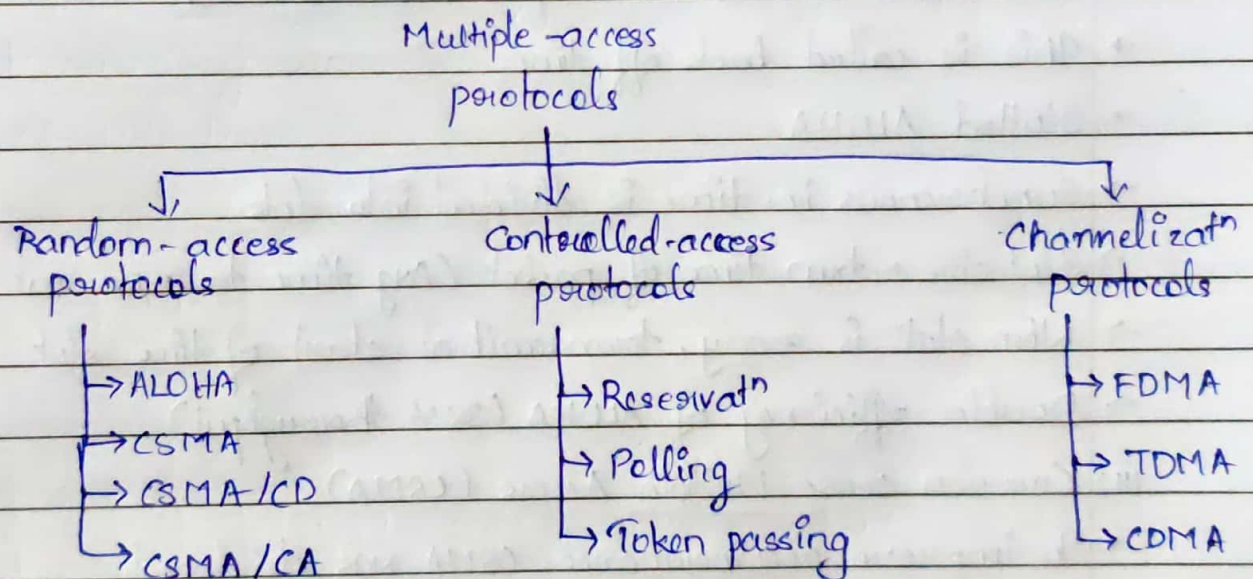 Multiple-access
protocols
Random-access
protocols
Controlled-access
protocols
Channelizatⁿ
protocols
→ ALOHA
→ CSMA
→ CSMA/CD
→ CSMA/CA
→ Reservatⁿ
→ Polling
→ Token passing
→ FDMA
→ TDMA
→ CDMA